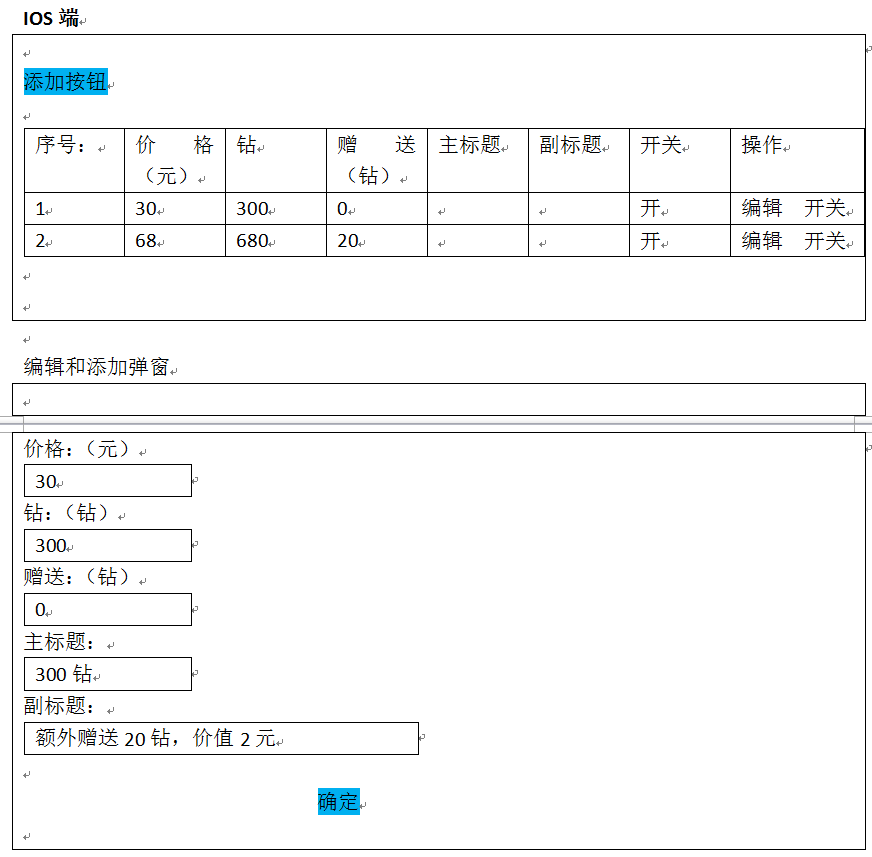 IOS 端
添加按钮
序号： 价格（元） 钻 赠送（钻） 主标题 副标题 开关 操作
1 30 300 0 开 编辑 开关
2 68 680 20 开 编辑 开关
编辑和添加弹窗
价格：（元）
30
钻：（钻）
300
赠送：（钻）
0
主标题：
300 钻
副标题：
额外赠送 20 钻，价值 2 元
确定